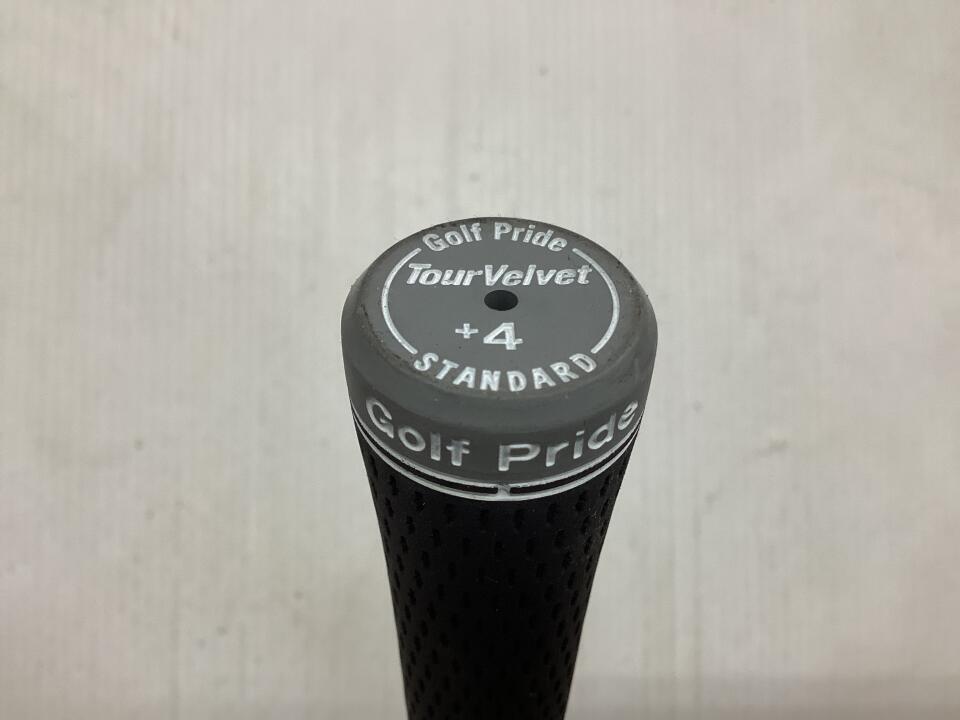 Golf Pride
TourVelvet
+4
STANDARD
Golf Pride